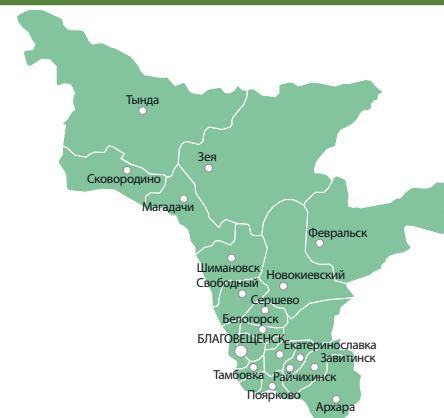 Тында
Зея
Сковородино
Магадачи
Февральск
Шимановск
Новокиевский
Свободный
Сершево
Белогорск
БЛАГОВЕЩЕНСК
Екатеринославка
Завитинск
Тамбовка
Райчихинск
Поярково
Архара